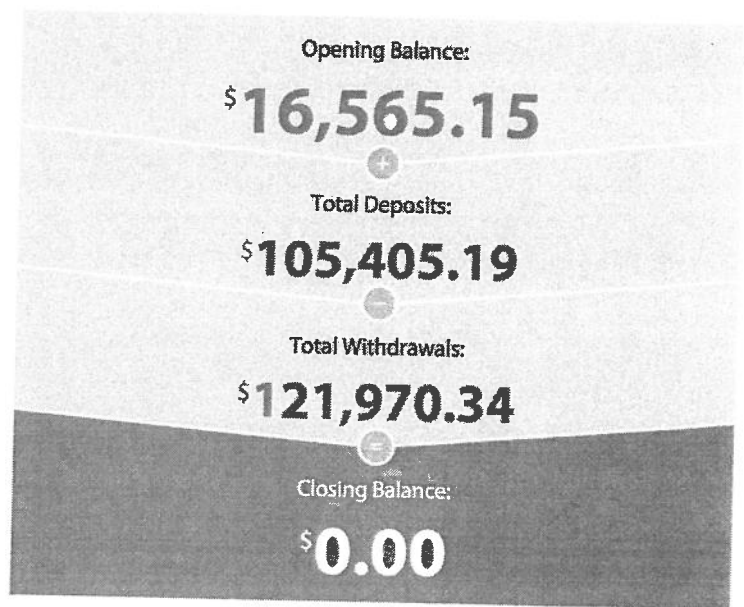 Opening Balance:
$16,565.15
+
Total Deposits:
$105,405.19
−
Total Withdrawals:
$121,970.34
=
Closing Balance:
$0.00